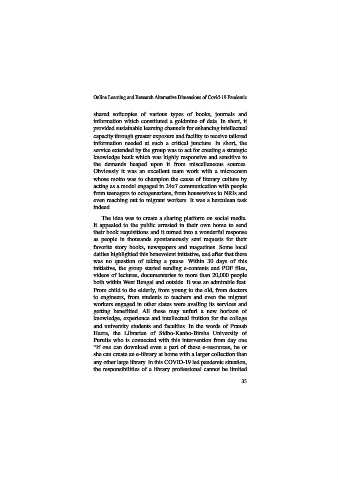 Online Learning and Research Alternative Dimensions of Covid-19 Pandemic
shared softcopies of various types of books, journals and
information which constituted a goldmine of data. In short, it
provided sustainable learning channels for enhancing intellectual
capacity through greater exposure and facility to receive tailored
information needed at such a critical juncture. In short, the
service extended by the group was to act for creating a strategic
knowledge bank which was highly responsive and sensitive to
the demands heaped upon it from miscellaneous sources.
Obviously it was an excellent team work with a microcosm
whose motto was to champion the cause of literary culture by
acting as a model engaged in 24x7 communication with people
from teenagers to octogenarians, from housewives to NRIs and
even reaching out to migrant workers. It was a herculean task
indeed.
The idea was to create a sharing platform on social media.
It appealed to the public arrested in their own home to send
their book requisitions and it turned into a wonderful response
as people in thousands spontaneously sent requests for their
favorite story books, newspapers and magazines. Some local
dailies highlighted this benevolent initiative, and after that there
was no question of taking a pause. Within 30 days of this
initiative, the group started sending e-contents and PDF files,
videos of lectures, documentaries to more than 20,000 people
both within West Bengal and outside. It was an admirable feat.
From child to the elderly, from young to the old, from doctors
to engineers, from students to teachers and even the migrant
workers engaged in other states were availing its services and
getting benefitted. All these may unfurl a new horizon of
knowledge, experience and intellectual fruition for the college
and university students and faculties. In the words of Pranab
Hazra, the Librarian of Sidho-Kanho-Birsha University of
Purulia who is connected with this intervention from day one
"If one can download even a part of these e-resources, he or
she can create an e-library at home with a larger collection than
any other large library. In this COVID-19 led pandemic situation,
the responsibilities of a library professional cannot be limited
35